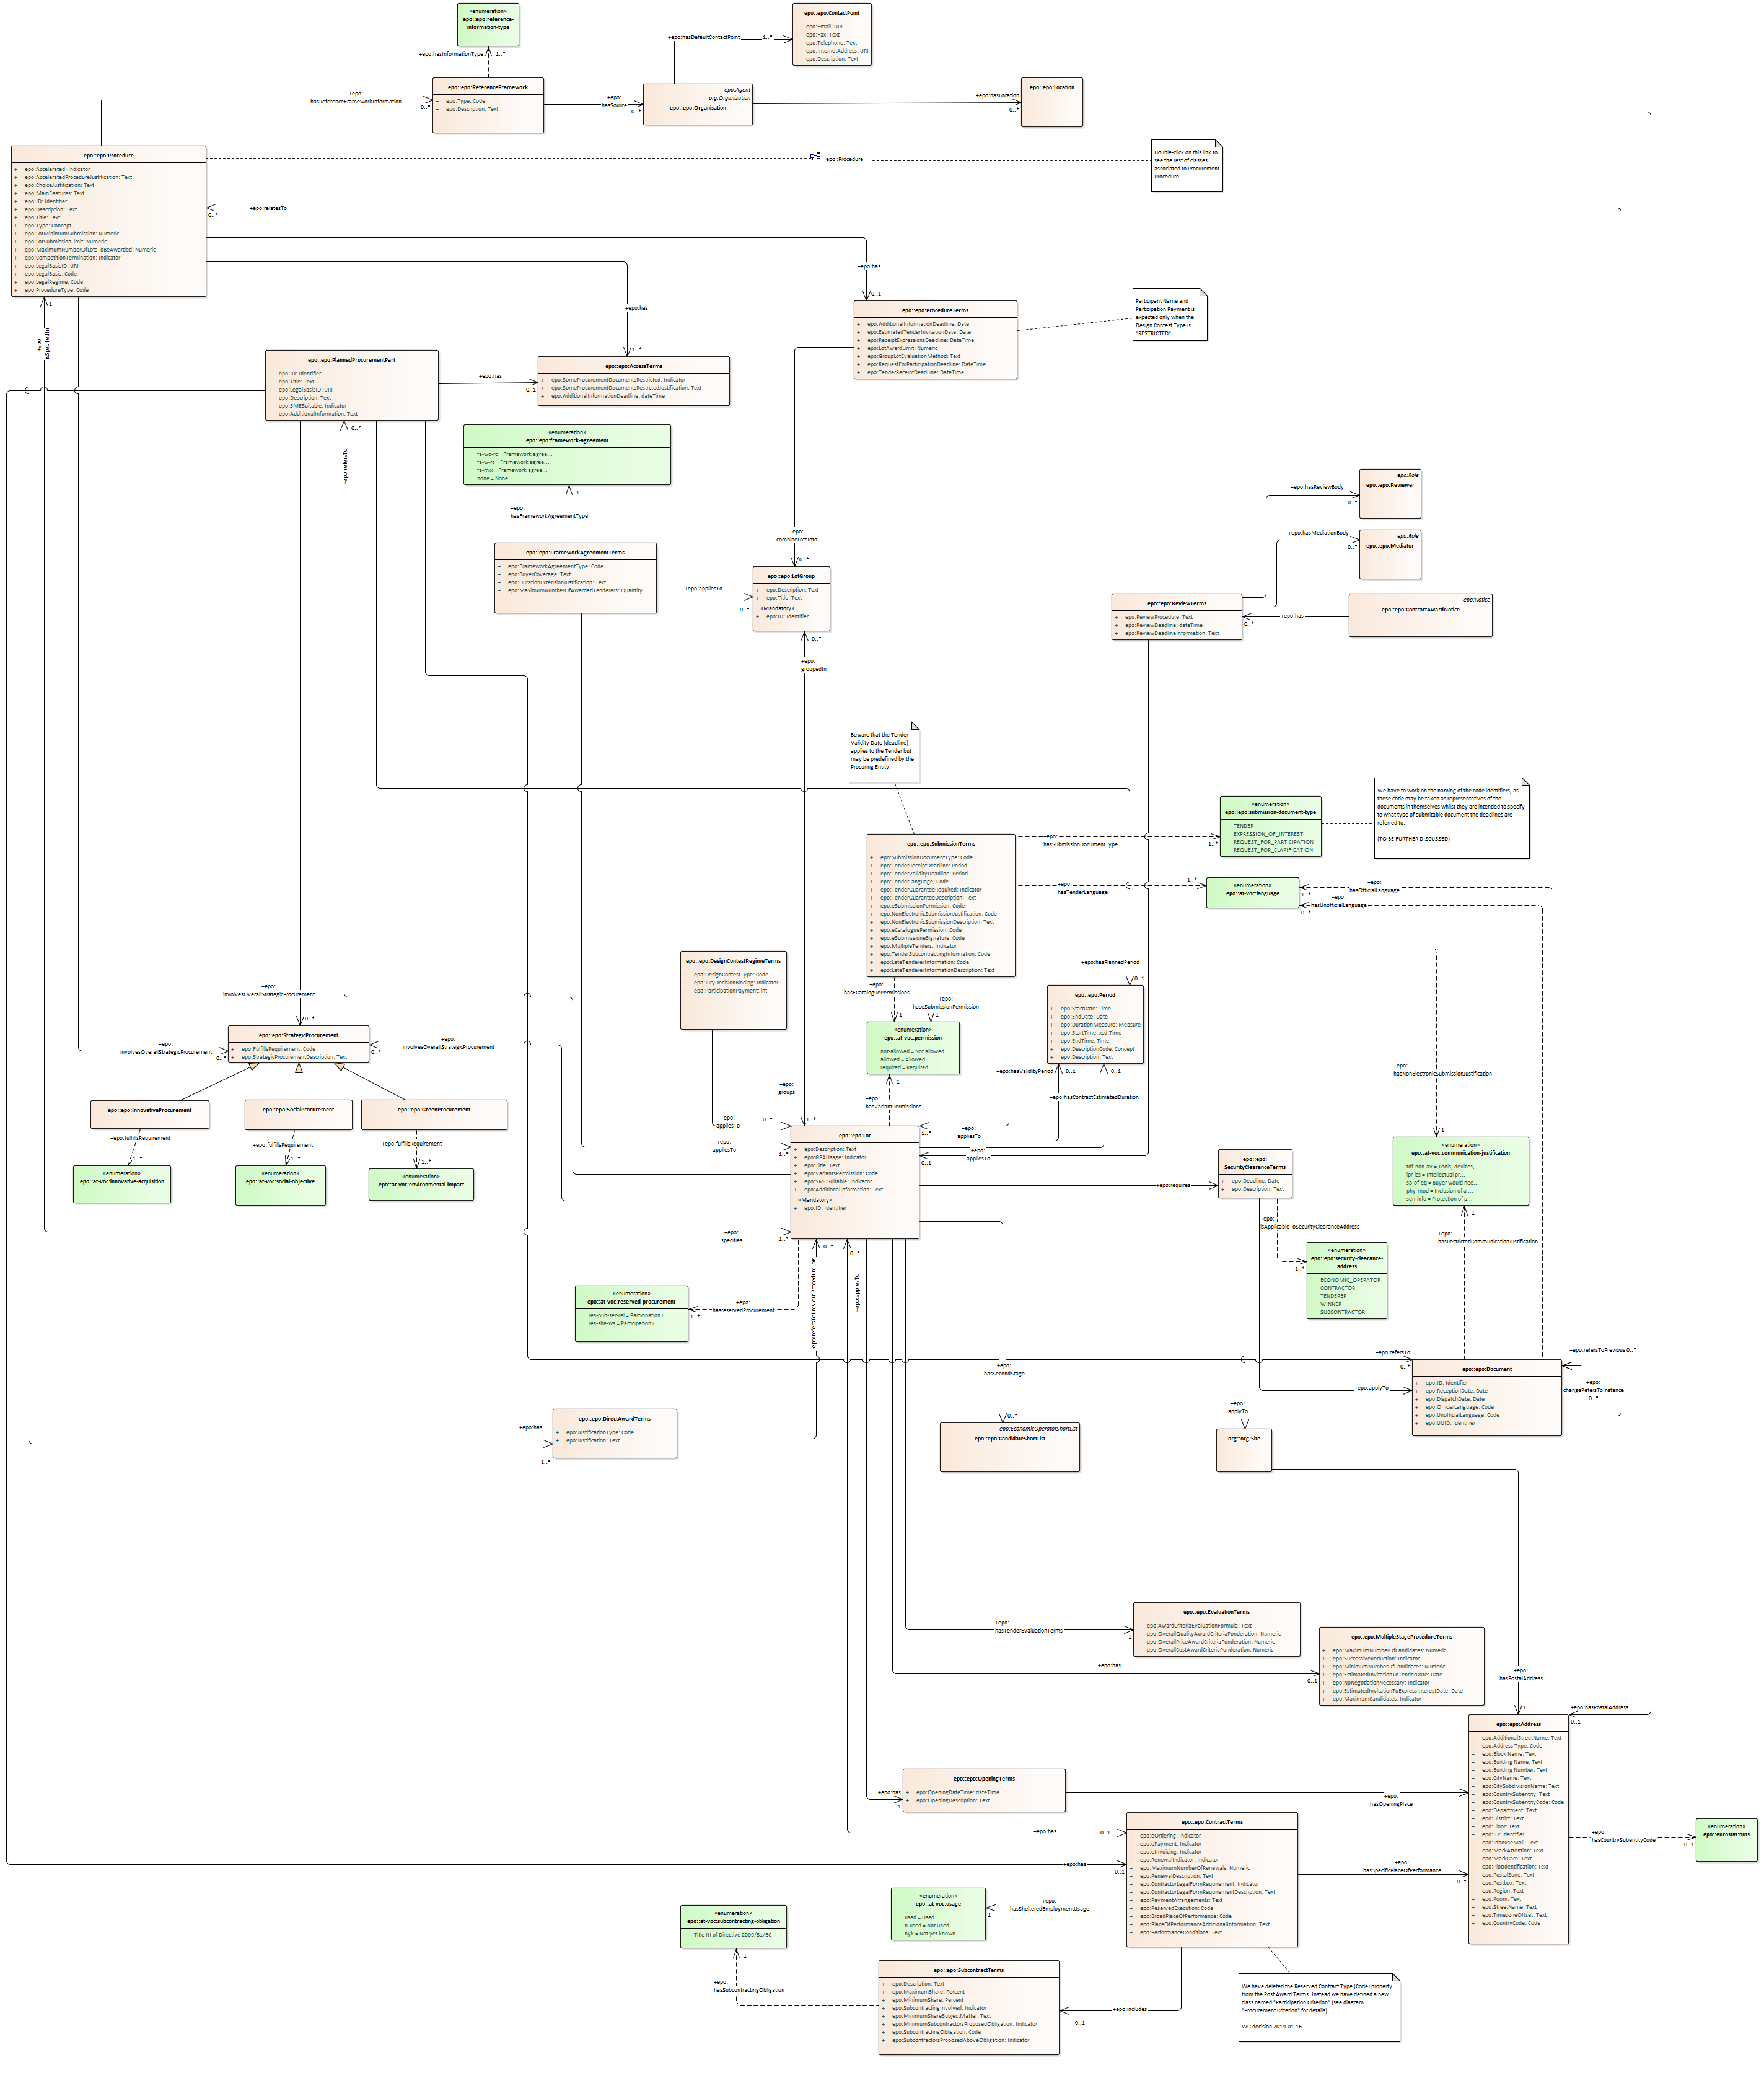 «enumeration»
epo::epo:reference-
information-type
+epo:hasInformationType
1..*
epo::epo:ContactPoint
+ epo:Email: URI
+ epo:Fax: Text
+ epo:Telephone: Text
+ epo:InternetAddress: URI
+ epo:Description: Text
+epo:hasDefaultContactPoint
1..*
epo::epo:ReferenceFramework
+ epo:Type: Code
+ epo:Description: Text
+epo:
hasReferenceFrameworkInformation
0..*
+epo:
hasSource
0..*
epo:Agent
org:Organization
epo::epo:Organisation
+epo:hasLocation
0..*
epo::epo:Location
epo::epo:Procedure
+ epo:Accelerated: Indicator
+ epo:AcceleratedProcedureJustification: Text
+ epo:ChoiceJustification: Text
+ epo:MainFeatures: Text
+ epo:ID: Identifier
+ epo:Description: Text
+ epo:Title: Text
+ epo:Type: Concept
+ epo:LotMinimumSubmission: Numeric
+ epo:LotSubmissionLimit: Numeric
+ epo:MaximumNumberOfLotsToBeAwarded: Numeric
+ epo:CompetitionTermination: Indicator
+ epo:LegalBasisID: URI
+ epo:LegalBasis: Code
+ epo:LegalRegime: Code
+ epo:ProcedureType: Code
epo :Procedure
Double-click on this link to
see the rest of classes
associated to Procurement
Procedure.
+epo:relatesTo
0..*
+epo:has
0..1
+epo:has
1..*
1
+epo:
isSpecifiedIn
epo::epo:ProcedureTerms
+ epo:AdditionalInformationDeadline: Date
+ epo:EstimatedTenderInvitationDate: Date
+ epo:ReceiptExpressionsDeadline: DateTime
+ epo:LotAwardLimit: Numeric
+ epo:GroupLotEvaluationMethod: Text
+ epo:RequestForParticipationDeadline: DateTime
+ epo:TenderReceiptDeadLine: DateTime
Participant Name and
Participation Payment is
expected only when the
Design Contest Type is
"RESTRICTED".
epo::epo:PlannedProcurementPart
+ epo:ID: Identifier
+ epo:Title: Text
+ epo:LegalBasisID: URI
+ epo:Description: Text
+ epo:SMESuitable: Indicator
+ epo:AdditionalInformation: Text
+epo:has
0..1
epo::epo:AccessTerms
+ epo:SomeProcurementDocumentsRestricted: Indicator
+ epo:SomeProcurementDocumentsRestrctedJustification: Text
+ epo:AdditionalInformationDeadline: dateTime
0..*
+epo:refersTo
«enumeration»
epo::epo:framework-agreement
fa-wo-rc = Framework agree...
fa-w-rc = Framework agree...
fa-mix = Fremework agree...
none = None
1
+epo:
hasFrameworkAgreementType
epo::epo:FrameworkAgreementTerms
+ epo:FrameworkAgreementType: Code
+ epo:BuyerCoverage: Text
+ epo:DurationExtensionJustification: Text
+ epo:MaximumNumberOfAwardedTenderers: Quantity
+epo:appliesTo
0..*
+epo:
combineLotsInto
0..*
epo::epo:LotGroup
+ epo:Description: Text
+ epo:Title: Text
«Mandatory»
+ epo:ID: Identifier
0..*
+epo:
groupedIn
+epo:hasReviewBody
0..*
epo:Role
epo::epo:Reviewer
+epo:hasMediationBody
0..*
epo:Role
epo::epo:Mediator
epo::epo:ReviewTerms
+ epo:ReviewProcedure: Text
+ epo:ReviewDeadline: dateTime
+ epo:ReviewDeadlineInformation: Text
+epo:has
0..*
epo:Notice
epo::epo:ContractAwardNotice
Beware that the Tender
Validity Date (deadline)
applies to the Tender but
may be predefined by the
Procuring Entity.
epo::epo:SubmissionTerms
+ epo:SubmissionDocumentType: Code
+ epo:TenderReceiptDeadline: Period
+ epo:TenderValidityDeadline: Period
+ epo:TenderLanguage: Code
+ epo:TenderGuaranteeRequired: Indicator
+ epo:TenderGuaranteeDescription: Text
+ epo:eSubmissionPermission: Code
+ epo:NonElectronicSubmissionJustification: Code
+ epo:NonElectronicSubmissionDescription: Text
+ epo:eCataloguePermission: Code
+ epo:eSubmissioneSignature: Code
+ epo:MultipleTenders: Indicator
+ epo:TenderSubcontractingInformation: Code
+ epo:LateTendererInformation: Code
+ epo:LateTendererInformationDescription: Text
+epo:
hasSubmissionDocumentType
1..*
«enumeration»
epo::epo:submission-document-type
TENDER
EXPRESSION_OF_INTEREST
REQUEST_FOR_PARTICIPATION
REQUEST_FOR_CLARIFICATION
We have to work on the naming of the code identifiers, as
these code may be taken as representatives of the
documents in themselves whilst they are intended to specify
to what type of submitable document the deadlines are
referred to.
(TO BE FURTHER DISCUSSED)
+epo:
hasTenderLanguage
1..*
«enumeration»
epo::at-voc:language
+epo:
hasOfficialLanguage
1..*
+epo:
hasUnofficialLanguage
0..*
epo::epo:DesignContestRegimeTerms
+ epo:DesignContestType: Code
+ epo:JuryDecisionBinding: Indicator
+ epo:ParticipationPayment: int
+epo:
hasECataloguePermissions
1
+epo:
haseSubmissionPermission
1
+epo:hasPlannedPeriod
0..1
epo::epo:Period
+ epo:StartDate: Time
+ epo:EndDate: Date
+ epo:DurationMeasure: Measure
+ epo:StartTime: xsd:Time
+ epo:EndTime: Time
+ epo:DescriptionCode: Concept
+ epo:Description: Text
«enumeration»
epo::at-voc:permission
not-allowed = Not allowed
allowed = Allowed
required = Required
1
+epo:
hasVariantPermissions
+epo:hasValidityPeriod
0..1
0..1
+epo:hasContractEstimatedDuration
+epo:
hasNonElectronicSubmissionJustification
1
+epo:
involvesOverallStrategicProcurement
0..*
epo::epo:StrategicProcurement
+ epo:FulfillsRequirement: Code
+ epo:StrategicProcurementDescription: Text
+epo:
involvesOverallStrategicProcurement
0..*
+epo:
involvesOverallStrategicProcurement
0..*
epo::epo:InnovativeProcurement
epo::epo:SocialProcurement
epo::epo:GreenProcurement
+epo:fulfilsRequirement
1..*
+epo:fulfilsRequirement
1..*
+epo:fulfilsRequirement
1..*
«enumeration»
epo::at-voc:innovative-acquisition
«enumeration»
epo::at-voc:social-objective
«enumeration»
epo::at-voc:environmental-impact
+epo:
groups
1..*
+epo:
appliesTo
0..*
+epo:
appliesTo
1..*
+epo:
appliesTo
1..*
+epo:
appliesTo
0..1
epo::epo:Lot
+ epo:Description: Text
+ epo:GPAUsage: Indicator
+ epo:Title: Text
+ epo:VariantsPermission: Code
+ epo:SMESuitable: Indicator
+ epo:AdditionalInformation: Text
«Mandatory»
+ epo:ID: Identifier
+epo:
specifies
1..*
+epo:requires
epo::epo:
SecurityClearanceTerms
+ epo:Deadline: Date
+ epo:Description: Text
+epo:
isApplicableToSecurityClearanceAddress
1..*
«enumeration»
epo::epo:security-clearance-
address
ECONOMIC_OPERATOR
CONTRACTOR
TENDERER
WINNER
SUBCONTRACTOR
«enumeration»
epo::at-voc:communication-justification
tdf-non-av = Tools, devices,...
ipr-iss = Intellectual pr...
sp-of-eq = Buyer would nee...
phy-mod = Inclusion of a ...
sen-info = Protection of p...
1
+epo:
hasRestrictedCommunicationJustification
«enumeration»
epo::at-voc:reserved-procurement
res-pub-ser-rel = Participation i...
res-she-ws = Participation i...
+epo:
hasreservedProcurement
1..*
0..*
+epo:refersToPreviousProcedureLots
0..*
+epo:appliesTo
+epo:
hasSecondStage
0..*
epo:EconomicOperatorShortList
epo::epo:CandidateShortList
+epo:refersTo
0..*
epo::epo:Document
+ epo:ID: Identifier
+ epo:ReceptionDate: Date
+ epo:DispatchDate: Date
+ epo:OfficialLanguage: Code
+ epo:UnofficialLanguage: Code
+ epo:UUID: Identifier
+epo:refersToPrevious 0..*
+epo:
changeRefersToInstance
0..*
+epo:applyTo
+epo:
applyTo
org::org:Site
+epo:has
1..*
epo::epo:DirectAwardTerms
+ epo:JustificationType: Code
+ epo:Justification: Text
+epo:
hasTenderEvaluationTerms
1
epo::epo:EvaluationTerms
+ epo:AwardCriteriaEvaluationFormula: Text
+ epo:OverallQualityAwardCriteriaPonderation: Numeric
+ epo:OverallPriceAwardCriteriaPonderation: Numeric
+ epo:OverallCostAwardCriteriaPonderation: Numeric
+epo:has
0..1
epo::epo:MultipleStageProcedureTerms
+ epo:MaximumNumberOfCandidates: Numeric
+ epo:SuccessiveReduction: Indicator
+ epo:MinimumNumberOfCandidates: Numeric
+ epo:EstimatedInvitationToTenderDate: Date
+ epo:NoNegotiationNecessary: Indicator
+ epo:EstimatedInvitationToExpressInterestDate: Date
+ epo:MaximumCandidates: Indicator
+epo:
hasPostalAddress
1
+epo:hasPostalAddress
0..1
epo::epo:Address
+ epo:AdditionalStreetName: Text
+ epo:Address Type: Code
+ epo:Block Name: Text
+ epo:Building Name: Text
+ epo:Building Number: Text
+ epo:CityName: Text
+ epo:CitySubdivisionName: Text
+ epo:CountrySubentity: Text
+ epo:CountrySubentityCode: Code
+ epo:Department: Text
+ epo:District: Text
+ epo:Floor: Text
+ epo:ID: Identifier
+ epo:InhouseMail: Text
+ epo:MarkAttention: Text
+ epo:MarkCare: Text
+ epo:PlotIdentification: Text
+ epo:PostalZone: Text
+ epo:Postbox: Text
+ epo:Region: Text
+ epo:Room: Text
+ epo:StreetName: Text
+ epo:TimezoneOffset: Text
+ epo:CountryCode: Code
+epo:has
1
epo::epo:OpeningTerms
+ epo:OpeningDateTime: dateTime
+ epo:OpeningDescription: Text
+epo:
hasOpeningPlace
+epo:
hasCountrySubentityCode
0..1
«enumeration»
epo::eurostat:nuts
+epo:has
0..1
+epo:has
0..1
epo::epo:ContractTerms
+ epo:eOrdering: Indicator
+ epo:ePayment: Indicator
+ epo:eInvoicing: Indicator
+ epo:RenewalIndicator: Indicator
+ epo:MaximumNumberOfRenewals: Numeric
+ epo:RenewalDescription: Text
+ epo:ContractorLegalFormRequirement: Indicator
+ epo:ContractorLegalFormRequirementDescription: Text
+ epo:PaymentArrangements: Text
+ epo:ReservedExecution: Code
+ epo:BroadPlaceOfPerformance: Code
+ epo:PlaceOfPerformanceAdditionalInformation: Text
+ epo:PerformanceConditions: Text
+epo:
hasSpecificPlaceOfPerformance
0..*
«enumeration»
epo::at-voc:usage
used = Used
n-used = Not Used
nyk = Not yet known
+epo:
hasShelteredEmploymentUsage
1
«enumeration»
epo::at-voc:subcontracting-obligation
Title III of Directive 2009/81/EC
1
+epo:
hasSubcontractingObligation
epo::epo:SubcontractTerms
+ epo:Description: Text
+ epo:MaximumShare: Percent
+ epo:MinimumShare: Percent
+ epo:SubcontractingInvolved: Indicator
+ epo:MinimumShareSubjectMatter: Text
+ epo:MinimumSubcontractorsProposedObligation: Indicator
+ epo:SubcontractingObligation: Code
+ epo:SubcontractorsProposedAboveObligation: Indicator
+epo:includes
0..1
We have deleted the Reserved Contract Type (Code) property
from the Post Award Terms. Instead we have defined a new
class named "Participation Criterion" (see diagram
"Procurement Criterion" for details).
WG decision 2019-01-16